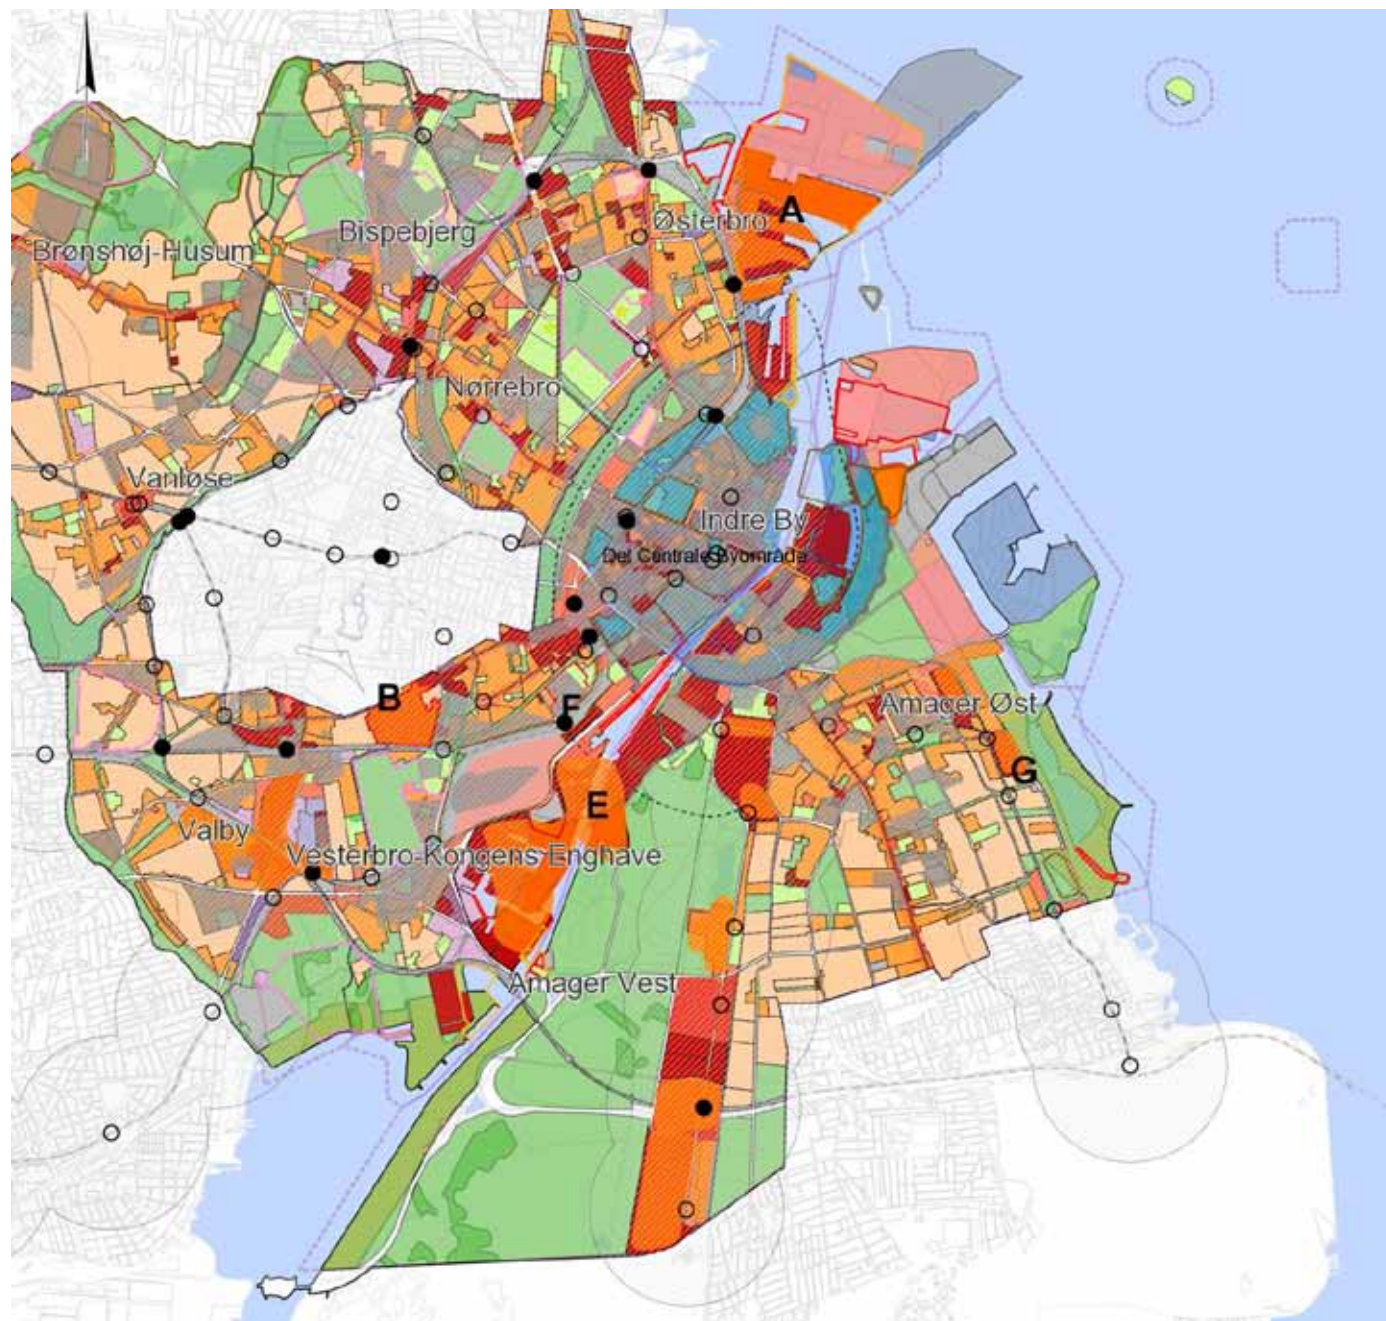 A
Østerbro
Bispebjerg
Brønshøj-Husum
Nørrebro
Vanløse
Indre By
Det Centrale Byområde
B
F
Amager Øst
G
E
Valby
Vesterbro-Kongens Enghave
Amager Vest